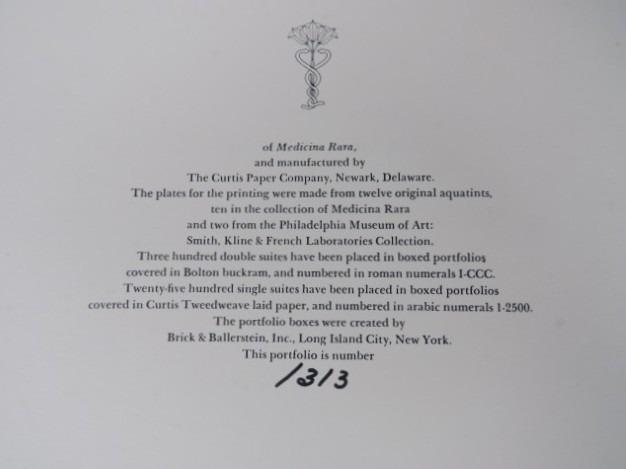 of Medicina Rara,
and manufactured by
The Curtis Paper Company, Newark, Delaware.
The plates for the printing were made from twelve original aquatints,
ten in the collection of Medicina Rara
and two from the Philadelphia Museum of Art:
Smith, Kline & French Laboratories Collection.
Three hundred double suites have been placed in boxed portfolios
covered in Bolton buckram, and numbered in roman numerals I-CCC.
Twenty-five hundred single suites have been placed in boxed portfolios
covered in Curtis Tweedweave laid paper, and numbered in arabic numerals 1-2500.
The portfolio boxes were created by
Brick & Ballerstein, Inc., Long Island City, New York.
This portfolio is number
1313